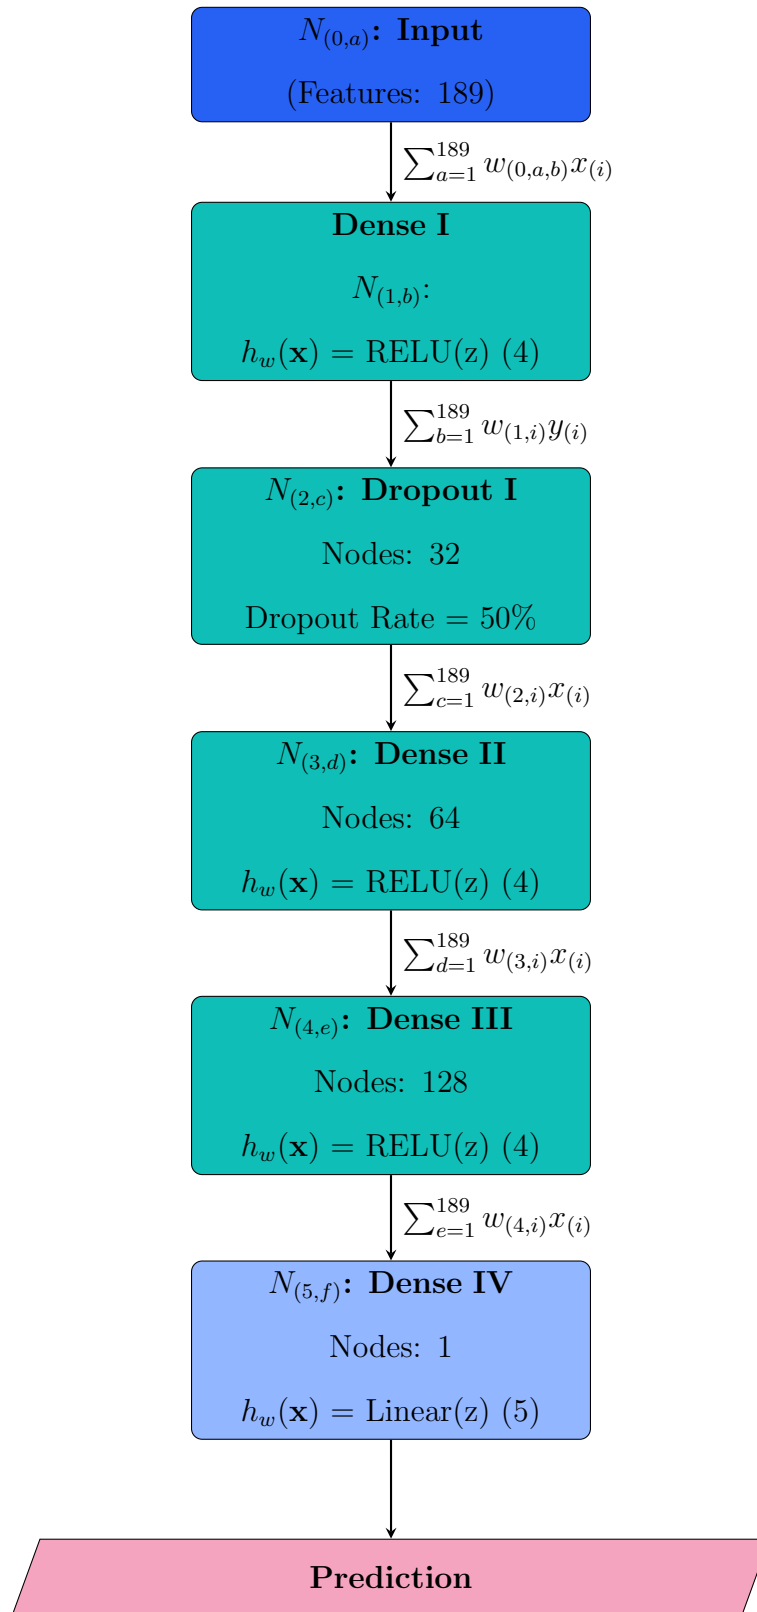 N(0,a): Input
(Features: 189)
∑_{a=1}^{189} w_{(0,a,b)}x_{(i)}
Dense I
N_{(1,b)}:
h_w(x) = RELU(z) (4)
∑_{b=1}^{189} w_{(1,i)}y_{(i)}
N_{(2,c)}: Dropout I
Nodes: 32
Dropout Rate = 50%
∑_{c=1}^{189} w_{(2,i)}x_{(i)}
N_{(3,d)}: Dense II
Nodes: 64
h_w(x) = RELU(z) (4)
∑_{d=1}^{189} w_{(3,i)}x_{(i)}
N_{(4,e)}: Dense III
Nodes: 128
h_w(x) = RELU(z) (4)
∑_{e=1}^{189} w_{(4,i)}x_{(i)}
N_{(5,f)}: Dense IV
Nodes: 1
h_w(x) = Linear(z) (5)
Prediction